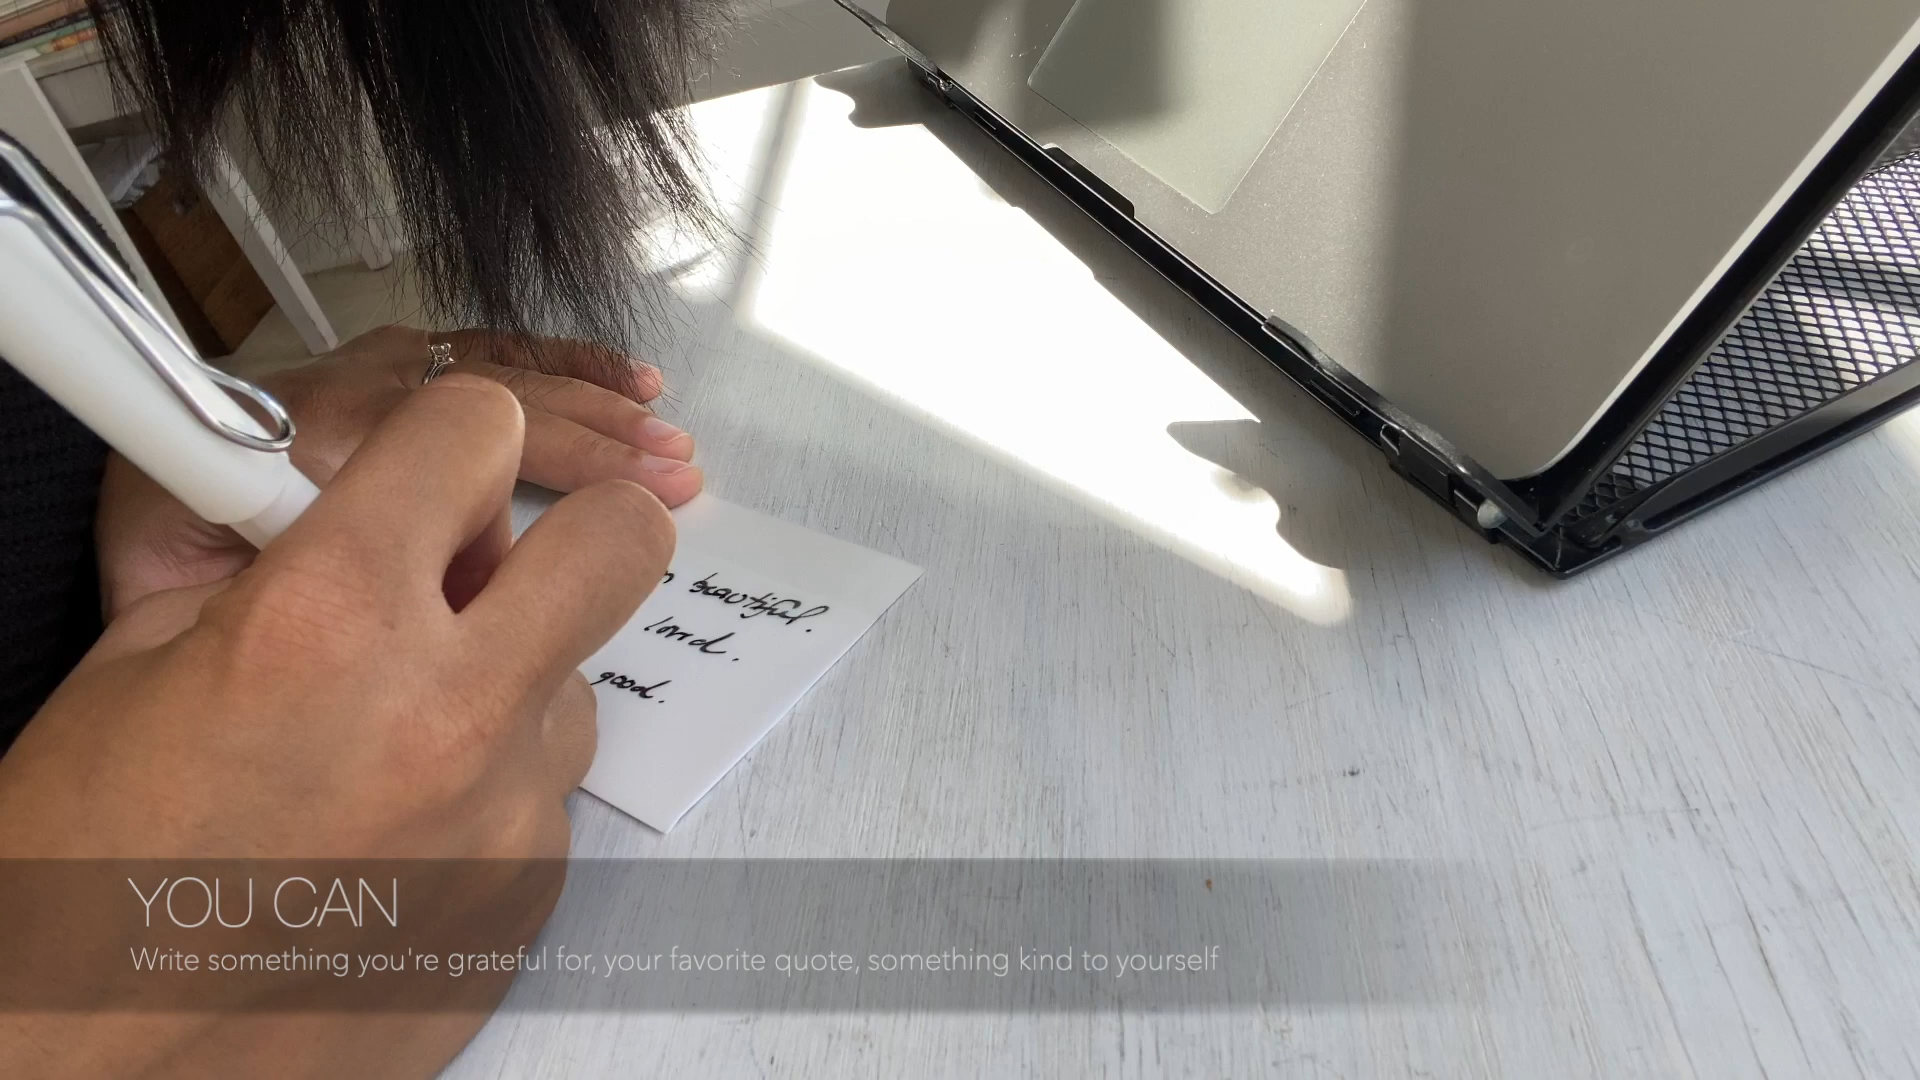 beautiful.
loved.
good.
YOU CAN
Write something you're grateful for, your favorite quote, something kind to yourself